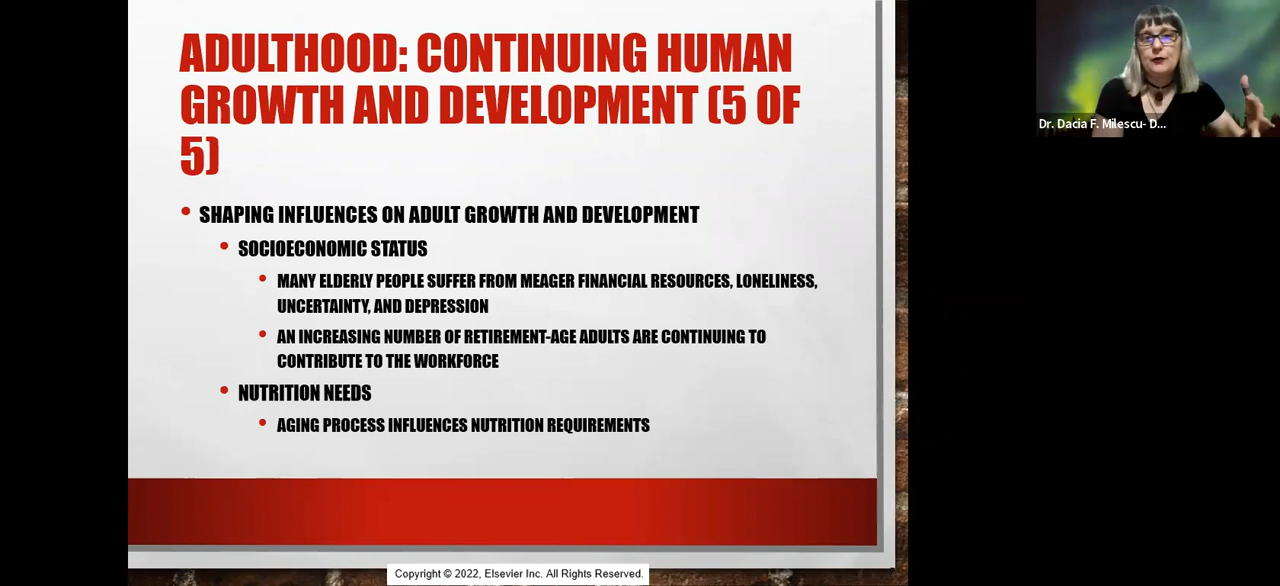 ADULTHOOD: CONTINUING HUMAN
GROWTH AND DEVELOPMENT (5 OF
5)
SHAPING INFLUENCES ON ADULT GROWTH AND DEVELOPMENT
SOCIOECONOMIC STATUS
MANY ELDERLY PEOPLE SUFFER FROM MEAGER FINANCIAL RESOURCES, LONELINESS,
UNCERTAINTY, AND DEPRESSION
AN INCREASING NUMBER OF RETIREMENT-AGE ADULTS ARE CONTINUING TO
CONTRIBUTE TO THE WORKFORCE
NUTRITION NEEDS
AGING PROCESS INFLUENCES NUTRITION REQUIREMENTS
Copyright © 2022, Elsevier Inc. All Rights Reserved.
Dr. Dacia F. Milescu- D...